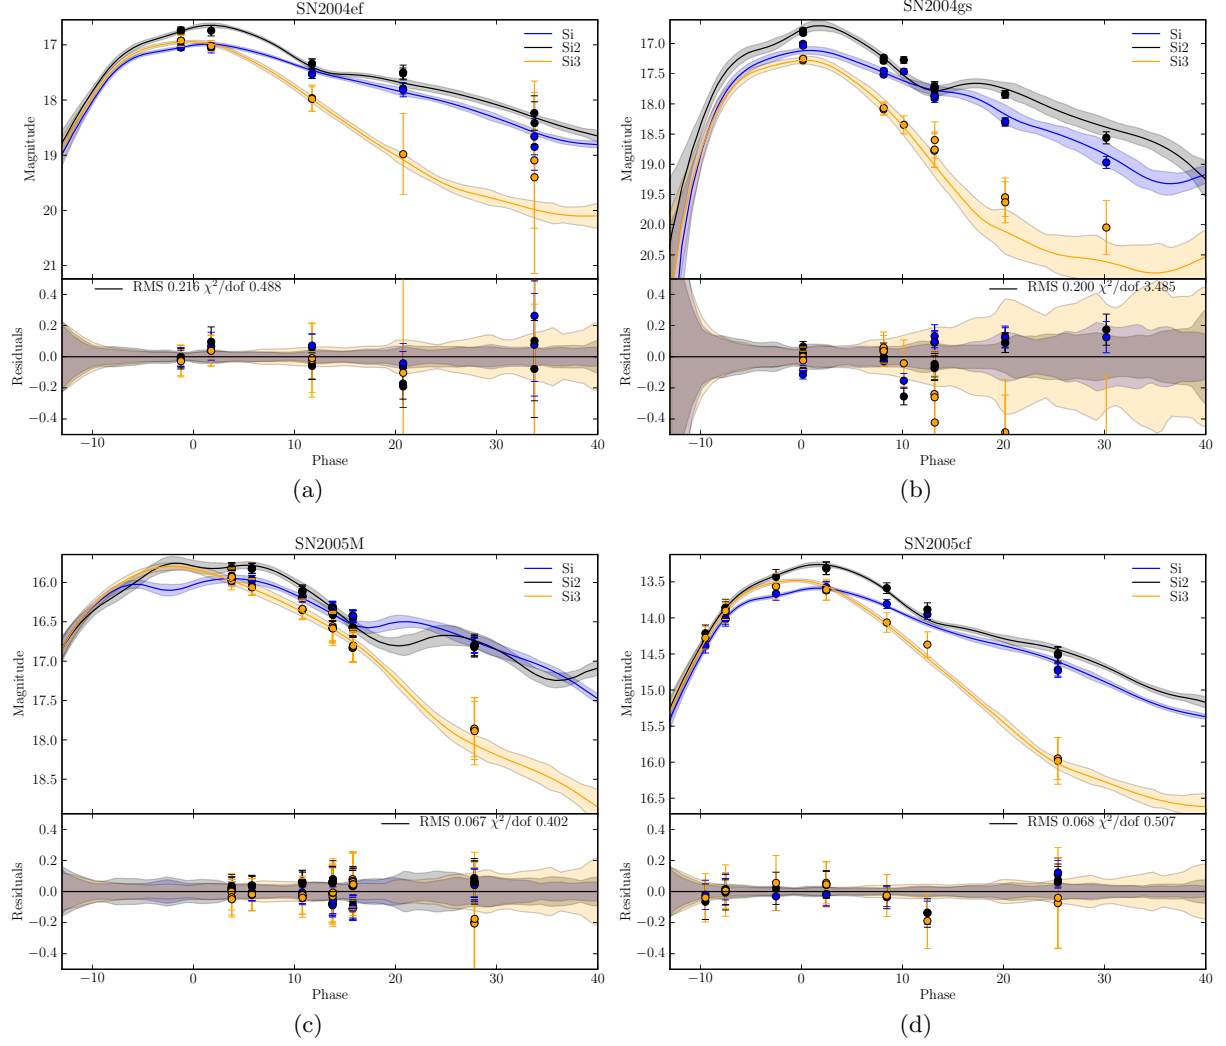 SN2004ef
Si
Si2
Si3
Magnitude
17
18
19
20
21
RMS 0.216 χ²/dof 0.488
Residuals
0.4
0.2
0.0
−0.2
−0.4
−10 0 10 20 30 40
Phase
(a)
SN2004gs
Si
Si2
Si3
Magnitude
17.0
17.5
18.0
18.5
19.0
19.5
20.0
20.5
RMS 0.200 χ²/dof 3.485
Residuals
0.4
0.2
0.0
−0.2
−0.4
−10 0 10 20 30 40
Phase
(b)
SN2005M
Si
Si2
Si3
Magnitude
16.0
16.5
17.0
17.5
18.0
18.5
RMS 0.067 χ²/dof 0.402
Residuals
0.4
0.2
0.0
−0.2
−0.4
−10 0 10 20 30 40
Phase
(c)
SN2005cf
Si
Si2
Si3
Magnitude
13.5
14.0
14.5
15.0
15.5
16.0
16.5
RMS 0.068 χ²/dof 0.507
Residuals
0.4
0.2
0.0
−0.2
−0.4
−10 0 10 20 30 40
Phase
(d)